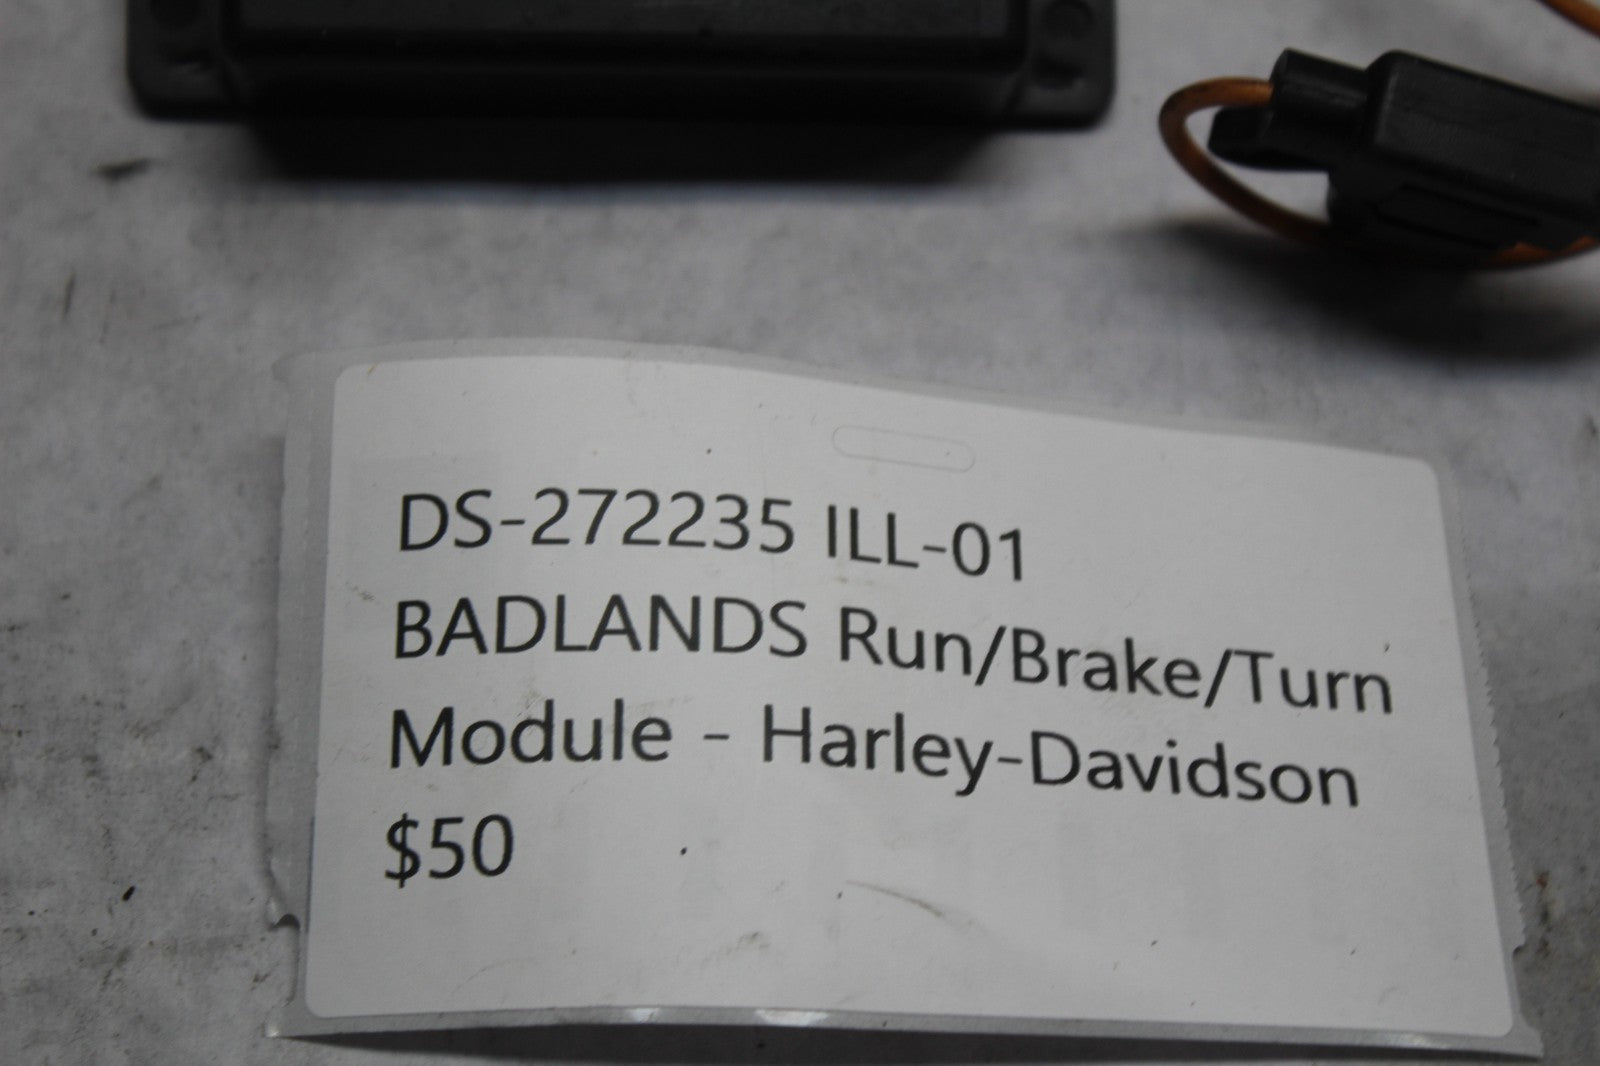 DS-272235 ILL-01
BADLANDS Run/Brake/Turn
Module - Harley-Davidson
$50